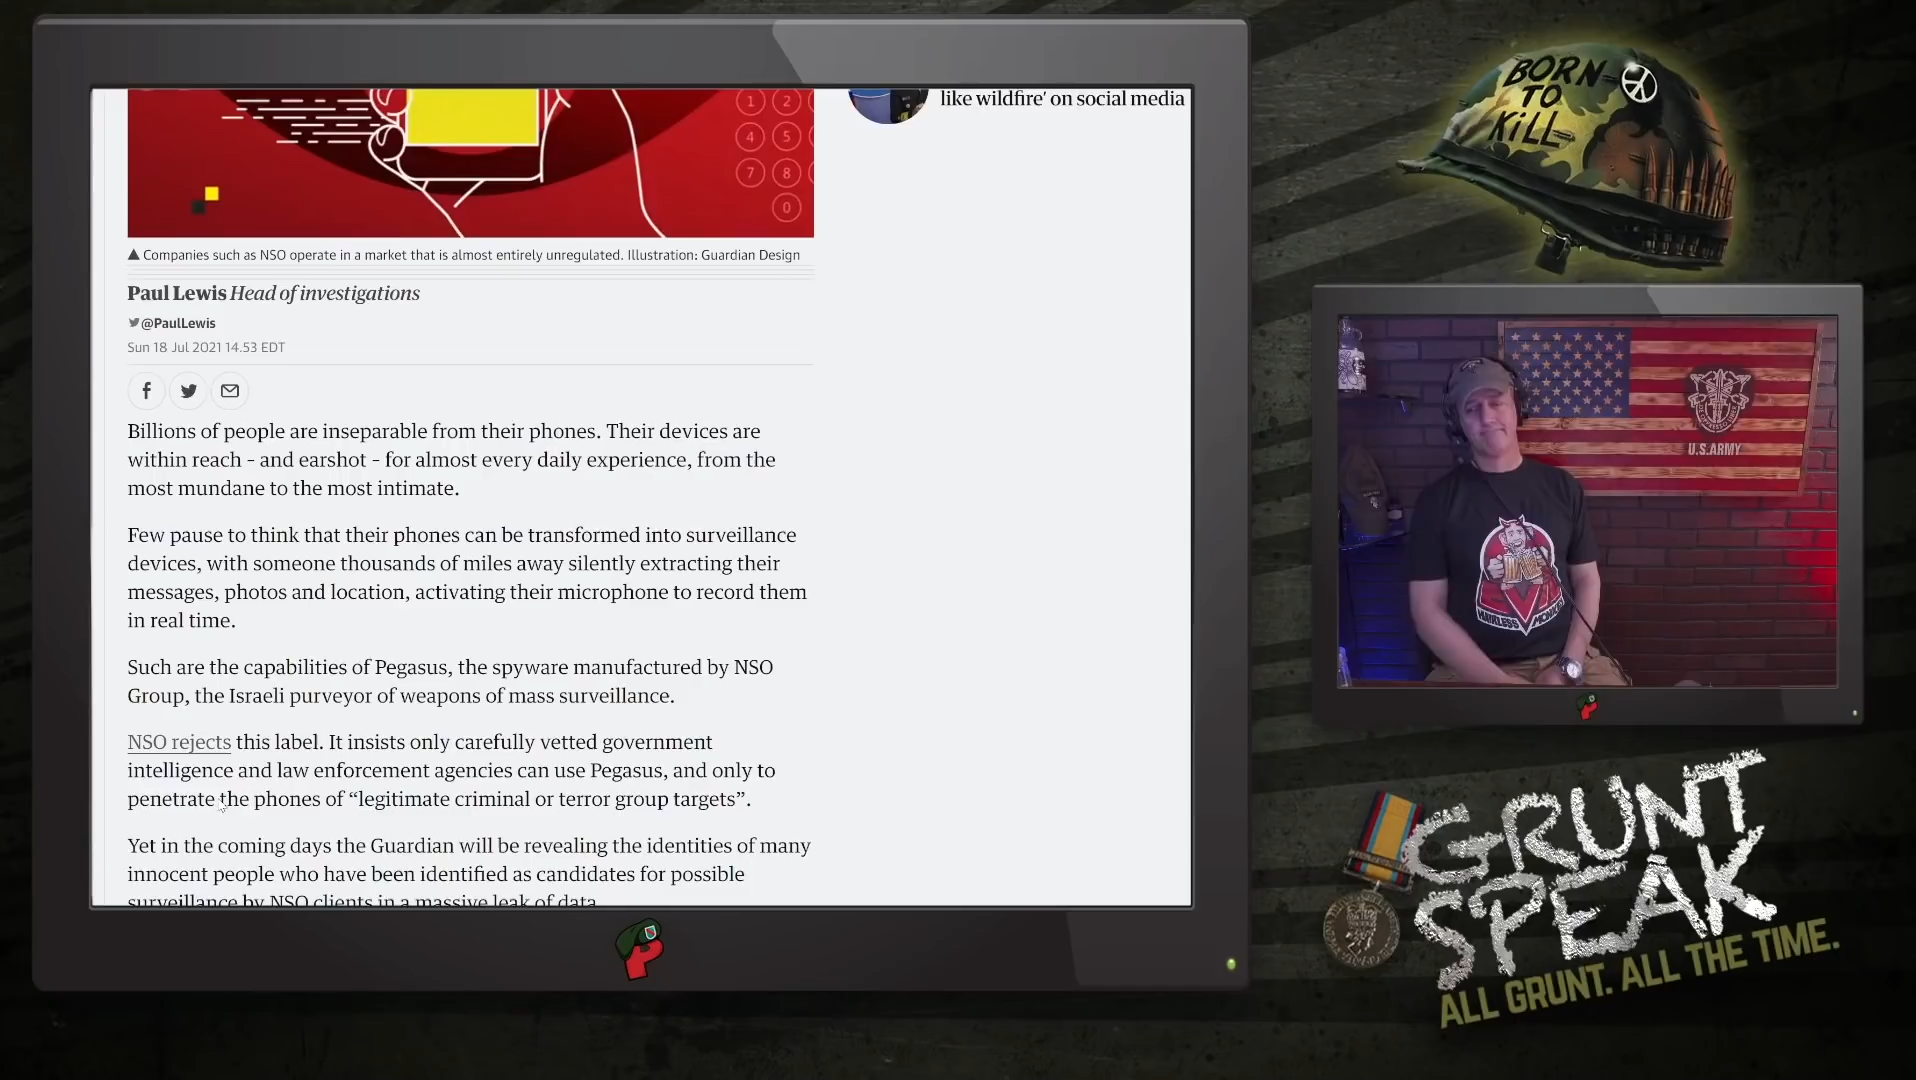 like wildfire' on social media
1 2
4 5
7 8
0
▲ Companies such as NSO operate in a market that is almost entirely unregulated. Illustration: Guardian Design
Paul Lewis Head of investigations
@PaulLewis
Sun 18 Jul 2021 14.53 EDT
f
Billions of people are inseparable from their phones. Their devices are
within reach – and earshot – for almost every daily experience, from the
most mundane to the most intimate.
Few pause to think that their phones can be transformed into surveillance
devices, with someone thousands of miles away silently extracting their
messages, photos and location, activating their microphone to record them
in real time.
Such are the capabilities of Pegasus, the spyware manufactured by NSO
Group, the Israeli purveyor of weapons of mass surveillance.
NSO rejects this label. It insists only carefully vetted government
intelligence and law enforcement agencies can use Pegasus, and only to
penetrate the phones of “legitimate criminal or terror group targets”.
Yet in the coming days the Guardian will be revealing the identities of many
innocent people who have been identified as candidates for possible
surveillance by NSO clients in a massive leak of data.
BORN
TO
KILL
U.S.ARMY
GRUNT
SPEAK
ALL GRUNT. ALL THE TIME.